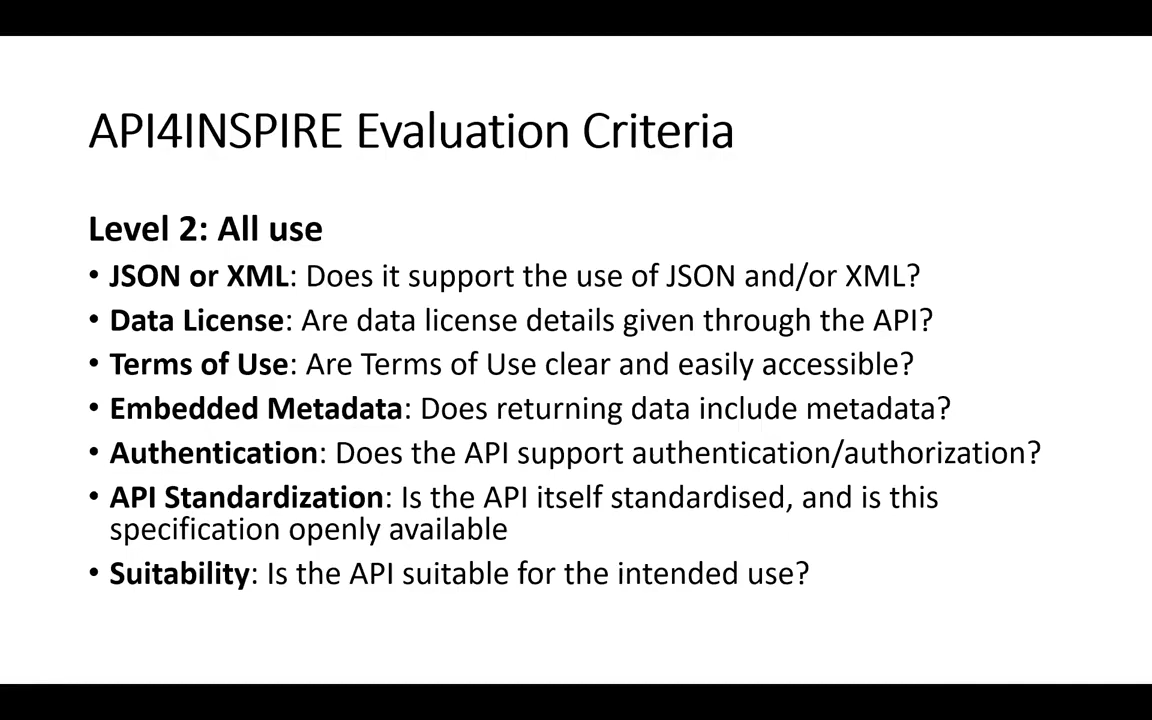 API4INSPIRE Evaluation Criteria
Level 2: All use
• JSON or XML: Does it support the use of JSON and/or XML?
• Data License: Are data license details given through the API?
• Terms of Use: Are Terms of Use clear and easily accessible?
• Embedded Metadata: Does returning data include metadata?
• Authentication: Does the API support authentication/authorization?
• API Standardization: Is the API itself standardised, and is this
specification openly available
• Suitability: Is the API suitable for the intended use?